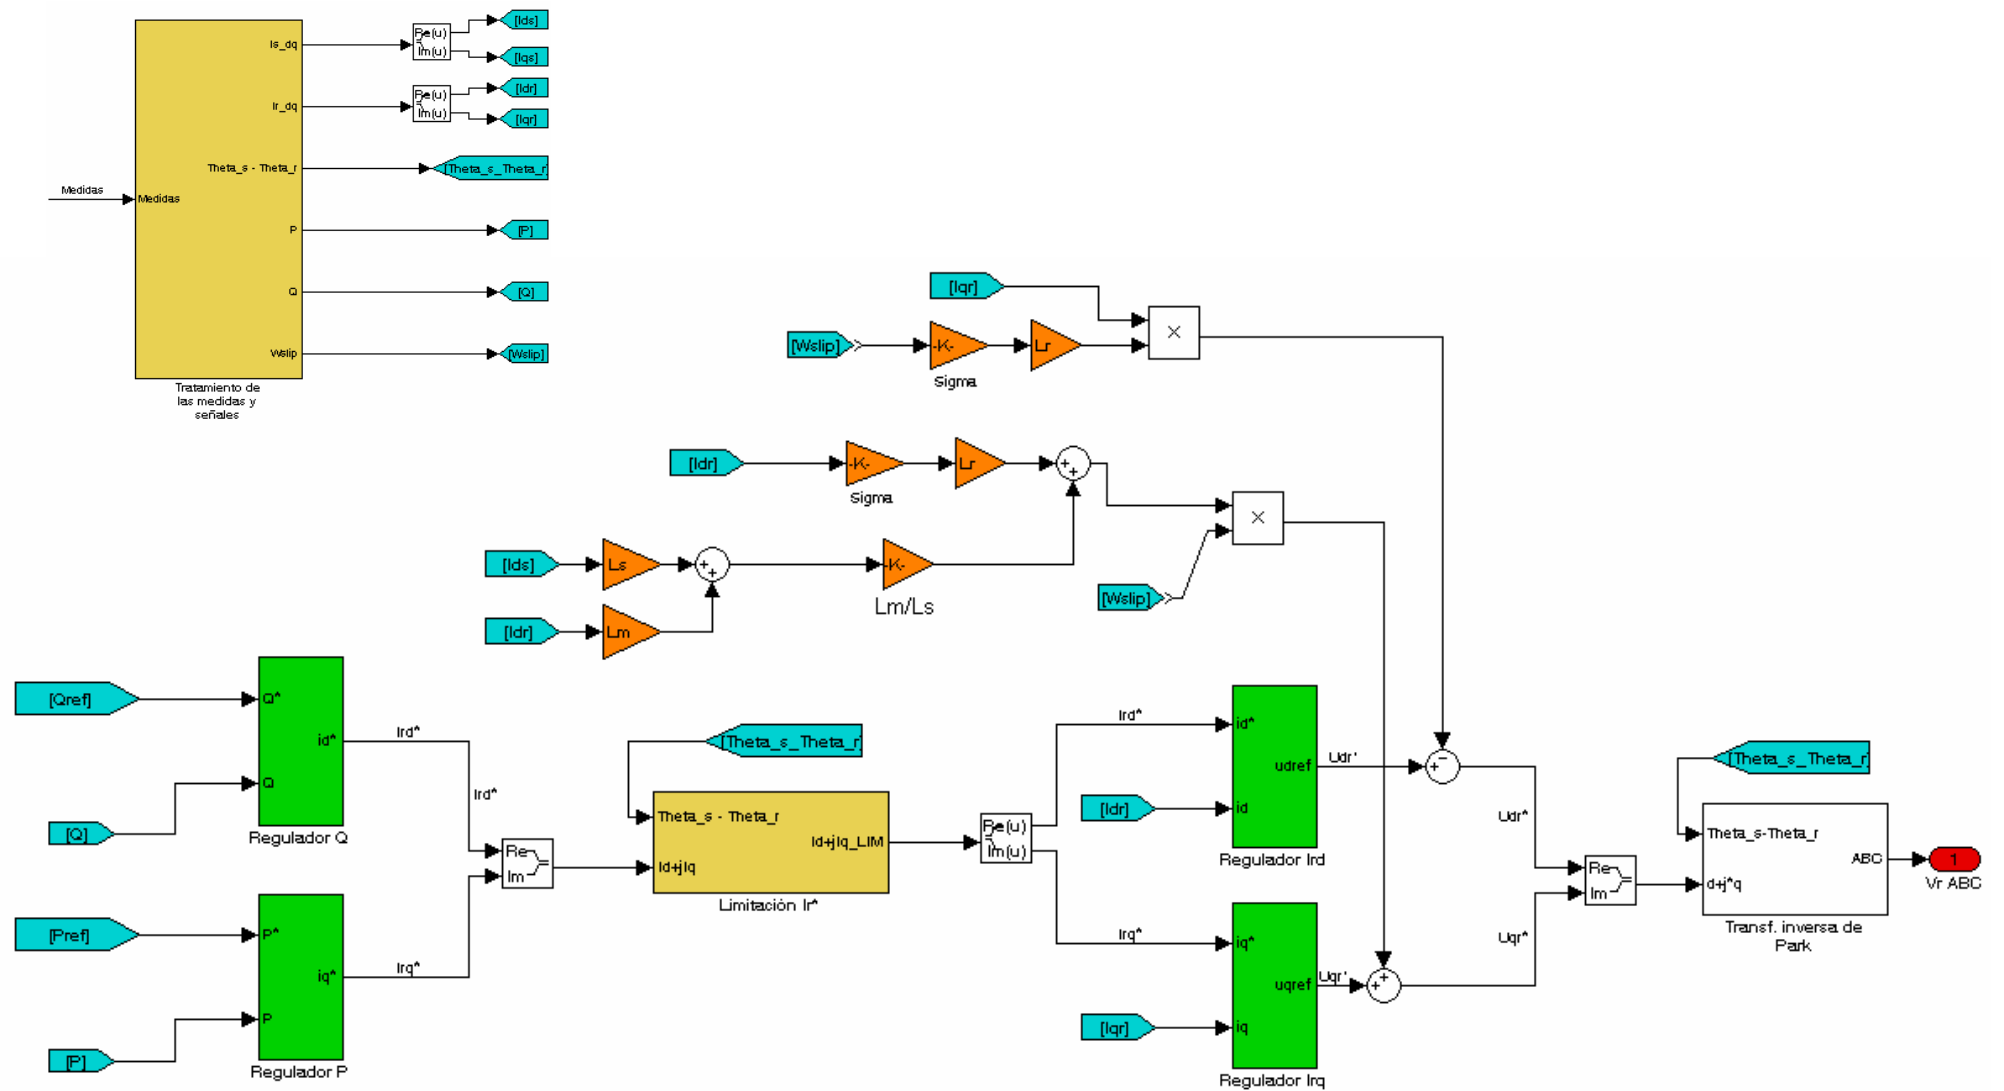 Medidas
Medidas
Is_dq
Ir_dq
Theta_s - Theta_r
P
Q
Wslip
Tratamiento de
las medidas y
señales
Re(u)
Im(u)
[Ids]
[Iqs]
Re(u)
Im(u)
[Idr]
[Iqr]
[Theta_s_Theta_r]
[P]
[Q]
[Wslip]
[Iqr]
[Wslip]
-K-
Sigma
Lr
×
[Idr]
-K-
Sigma
Lr
+
+
[Ids]
Ls
+
+
[Idr]
Lm
-K-
Lm/Ls
×
[Wslip]
[Qref]
[Q]
Q*
Q
id*
Regulador Q
Ird*
Ird*
[Pref]
[P]
P*
P
iq*
Regulador P
Irq*
Re
Im
[Theta_s_Theta_r]
Theta_s - Theta_r
Id+jIq
Id+jIq_LIM
Limitación Ir*
Re(u)
Im(u)
Ird*
[Idr]
id*
id
udref
Regulador Ird
Udr'
+
-
Udr*
Irq*
[Iqr]
iq*
iq
uqref
Regulador Irq
Uqr'
+
+
Uqr*
Re
Im
[Theta_s_Theta_r]
Theta_s-Theta_r
d+j*q
ABC
Transf. inversa de
Park
1
Vr ABC